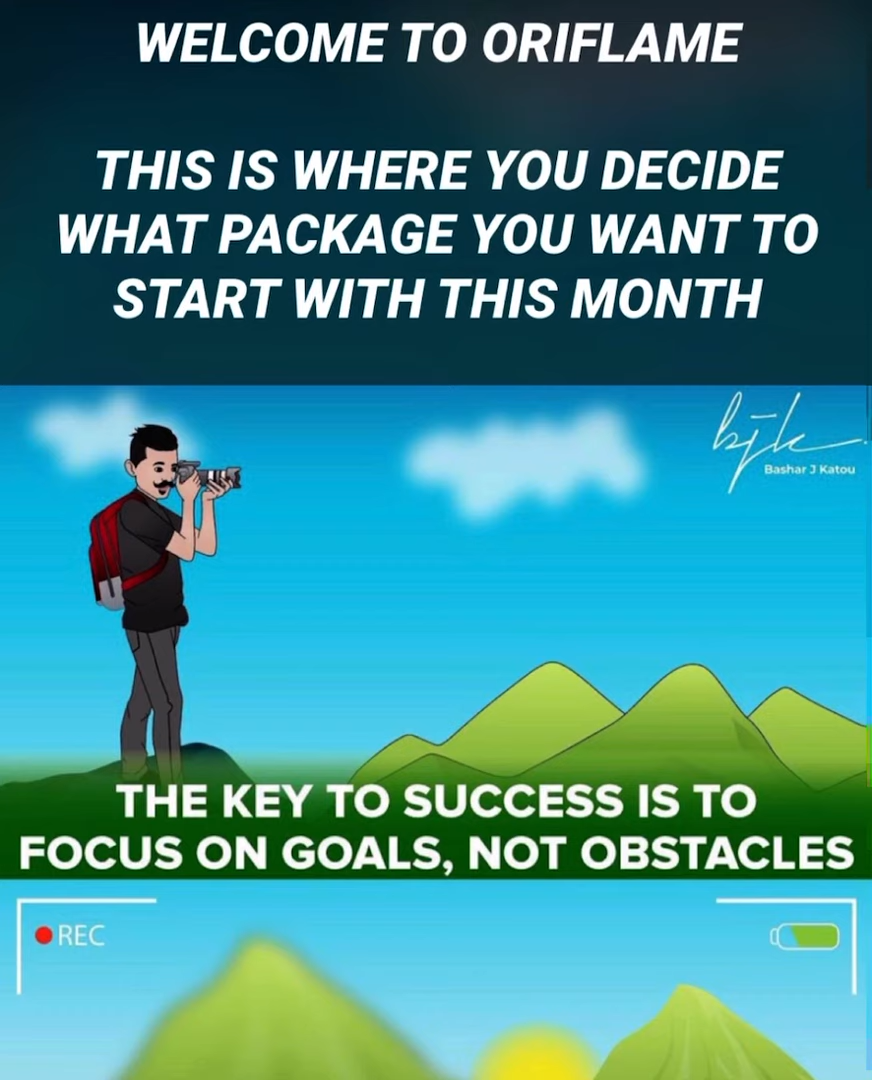 WELCOME TO ORIFLAME
THIS IS WHERE YOU DECIDE
WHAT PACKAGE YOU WANT TO
START WITH THIS MONTH
bjk
Bashar J Katou
THE KEY TO SUCCESS IS TO
FOCUS ON GOALS, NOT OBSTACLES
REC